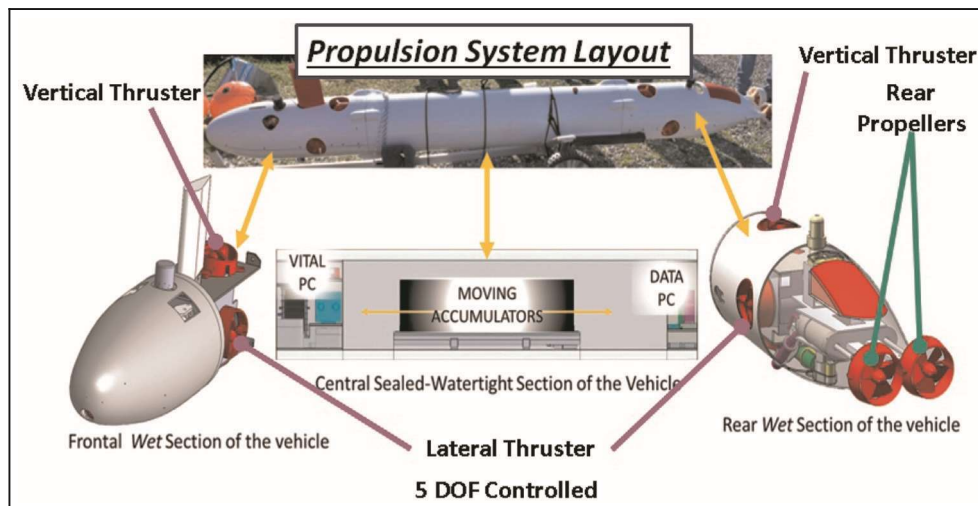 Propulsion System Layout
Vertical Thruster
Vertical Thruster
Rear
Propellers
VITAL
PC
MOVING
ACCUMULATORS
DATA
PC
Central Sealed-Watertight Section of the Vehicle
Frontal Wet Section of the vehicle
Rear Wet Section of the vehicle
Lateral Thruster
5 DOF Controlled